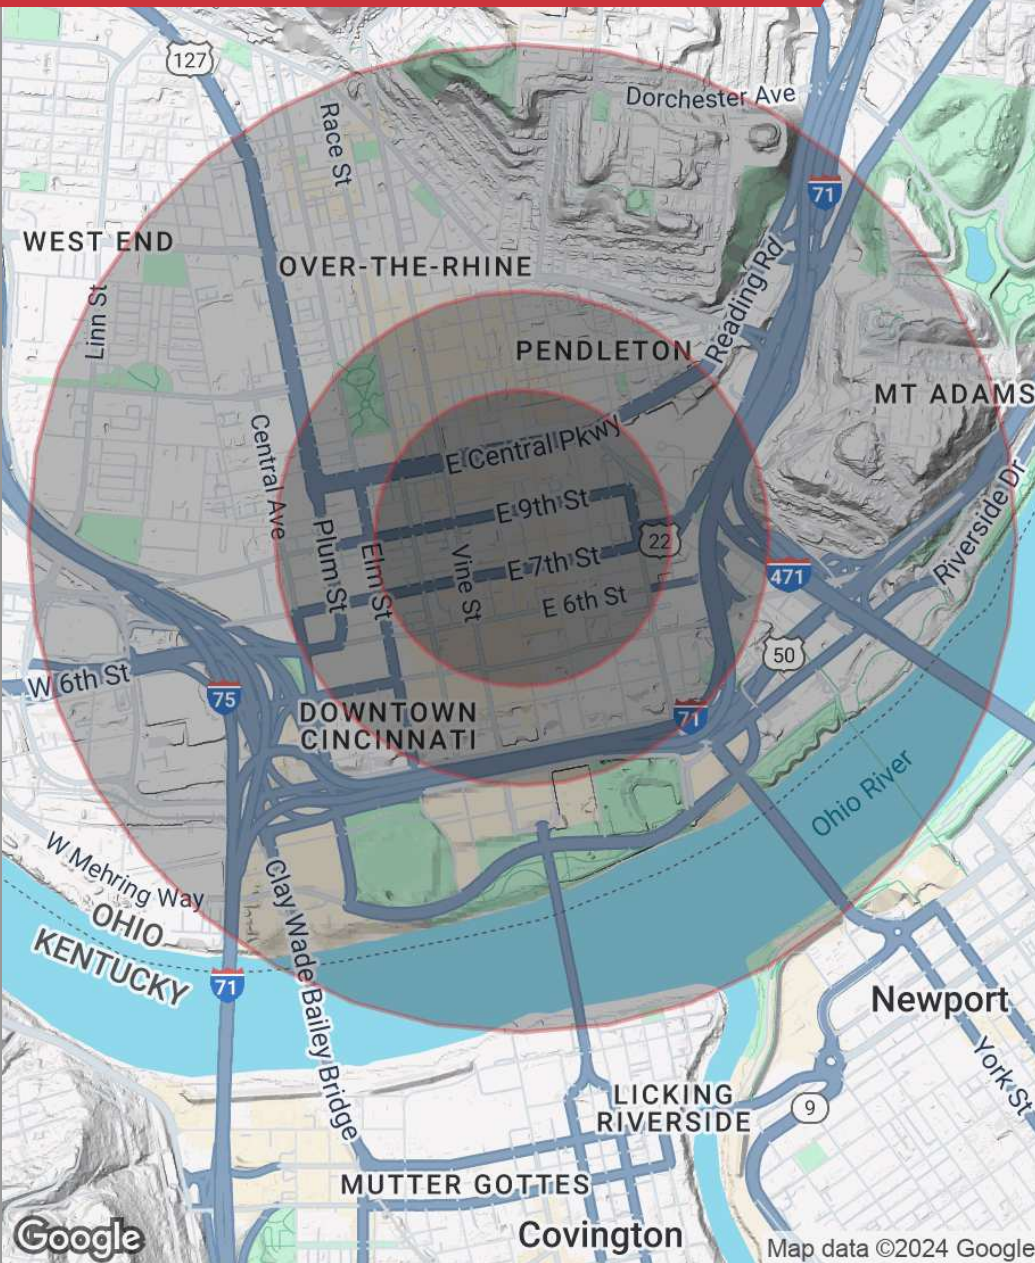 127
Race St
Dorchester Ave
71
WEST END
OVER-THE-RHINE
Linn St
Reading Rd
PENDLETON
MT ADAMS
Central Ave
E Central Pkwy
E 9th St
Plum St
Elm St
Vine St
22
E 7th St
471
Riverside Dr
E 6th St
50
W 6th St
75
DOWNTOWN
CINCINNATI
71
Ohio River
W Mehring Way
OHIO
KENTUCKY
Clay Wade Bailey Bridge
71
Newport
York St
LICKING
RIVERSIDE
9
MUTTER GOTTES
Covington
Google
Map data ©2024 Google